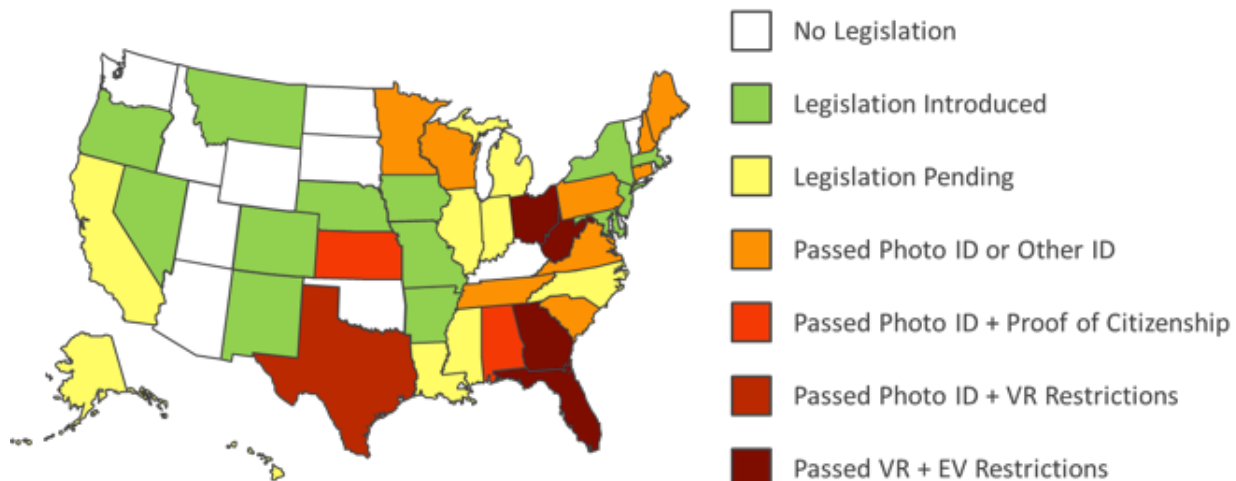 No Legislation
Legislation Introduced
Legislation Pending
Passed Photo ID or Other ID
Passed Photo ID + Proof of Citizenship
Passed Photo ID + VR Restrictions
Passed VR + EV Restrictions